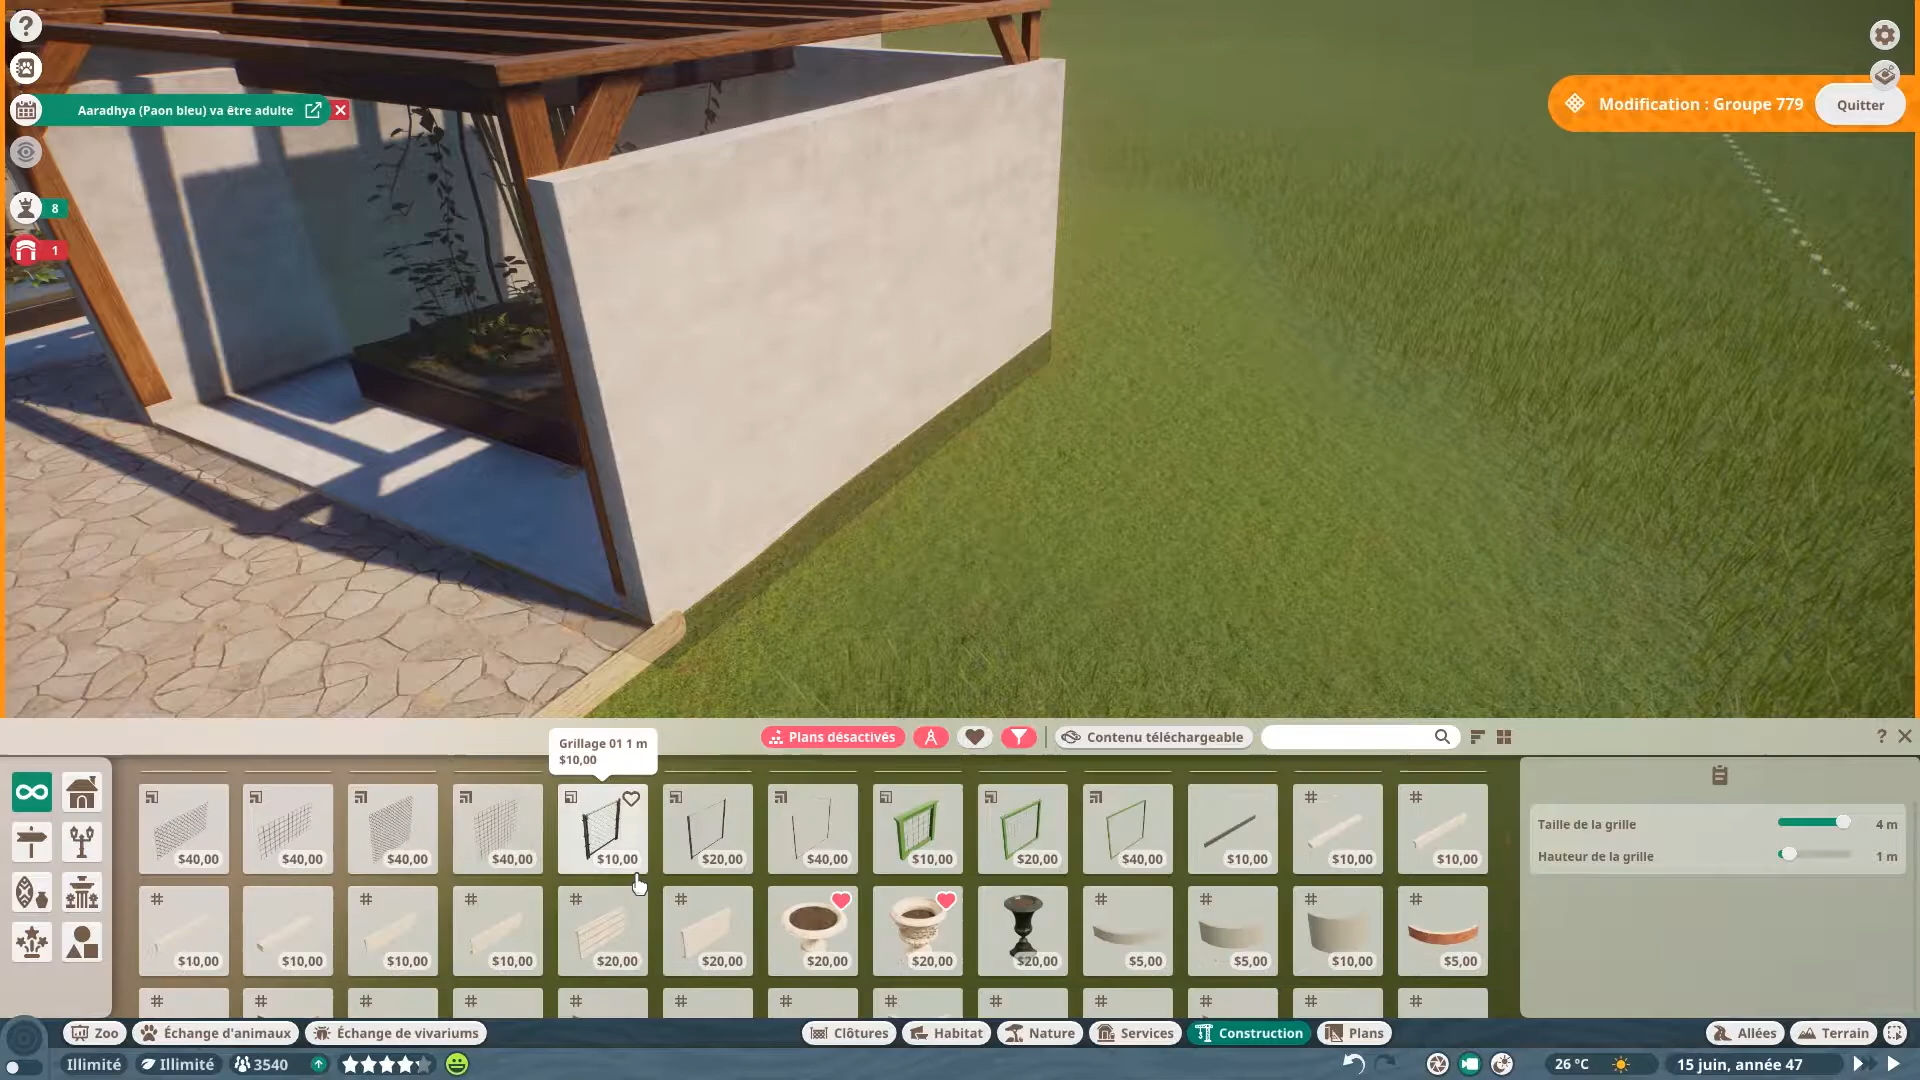 ?
Aaradhya (Paon bleu) va être adulte
8
1
Modification : Groupe 779
Quitter
Grillage 01 1 m
$10,00
Plans désactivés
Contenu téléchargeable
?
$40,00 $40,00 $40,00 $40,00 $10,00 $20,00 $40,00 $10,00 $20,00 $40,00 $10,00 $10,00 $10,00
$10,00 $10,00 $10,00 $10,00 $20,00 $20,00 $20,00 $20,00 $20,00 $5,00 $5,00 $10,00 $5,00
Taille de la grille 4 m
Hauteur de la grille 1 m
Zoo Échange d'animaux Échange de vivariums Clôtures Habitat Nature Services Construction Plans Allées Terrain
Illimité Illimité 3540 26 °C 15 juin, année 47